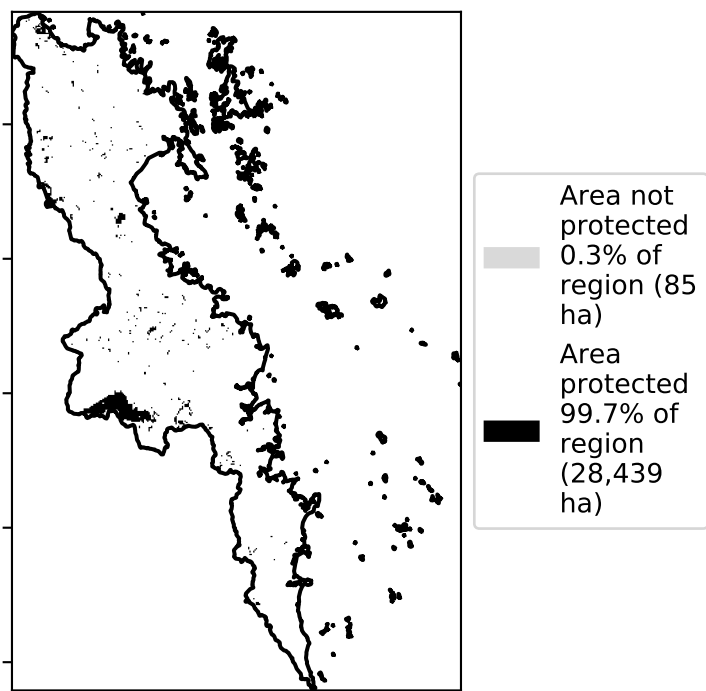 Area not
protected
0.3% of
region (85
ha)
Area
protected
99.7% of
region
(28,439
ha)